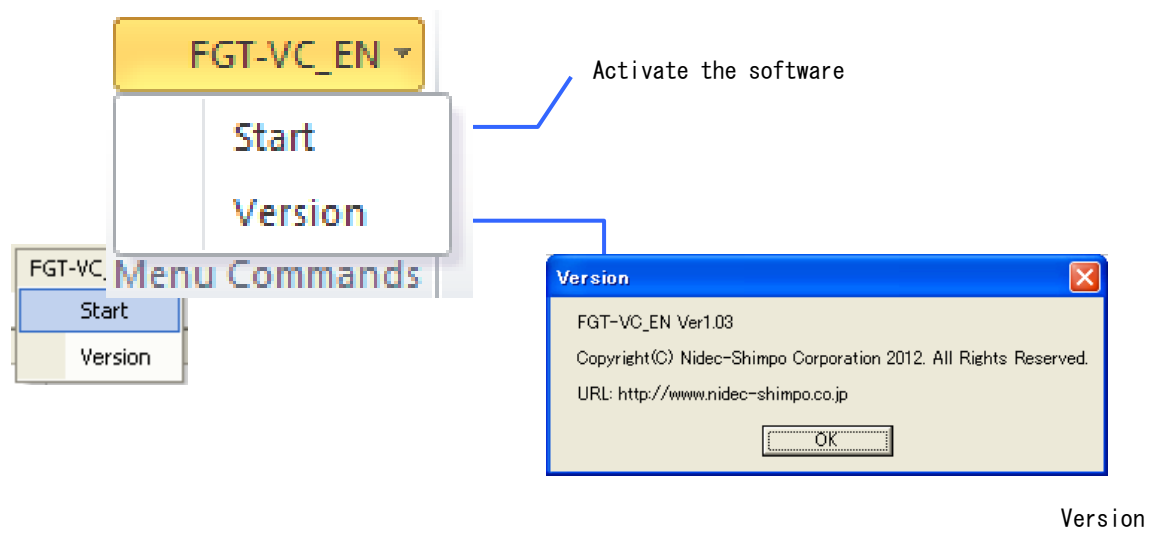 FGT-VC_EN
Activate the software
Start
Version
Menu Commands
FGT-VC_
Start
Version
Version
FGT-VC_EN Ver1.03
Copyright(C) Nidec-Shimpo Corporation 2012. All Rights Reserved.
URL: http://www.nidec-shimpo.co.jp
OK
Version